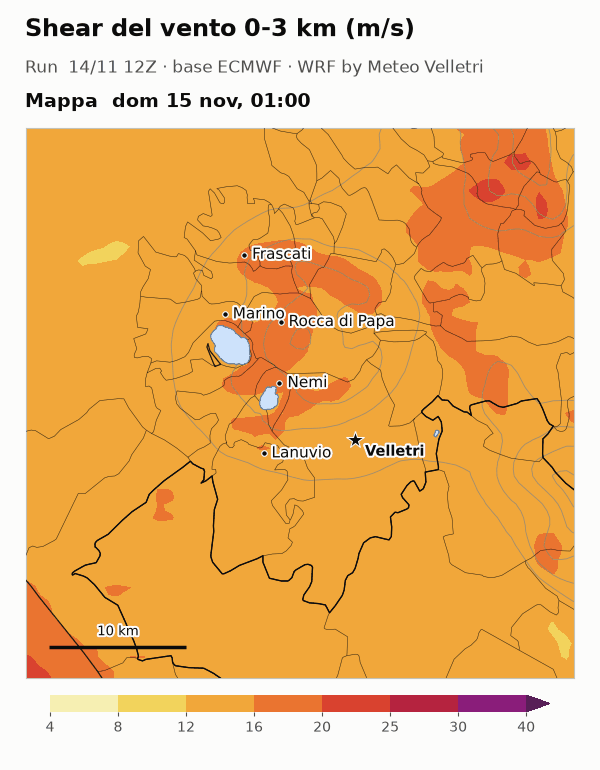 Shear del vento 0-3 km (m/s)
Run 14/11 12Z · base ECMWF · WRF by Meteo Velletri
Mappa dom 15 nov, 01:00
Frascati
Marino
Rocca di Papa
Nemi
Velletri
Lanuvio
10 km
4 8 12 16 20 25 30 40